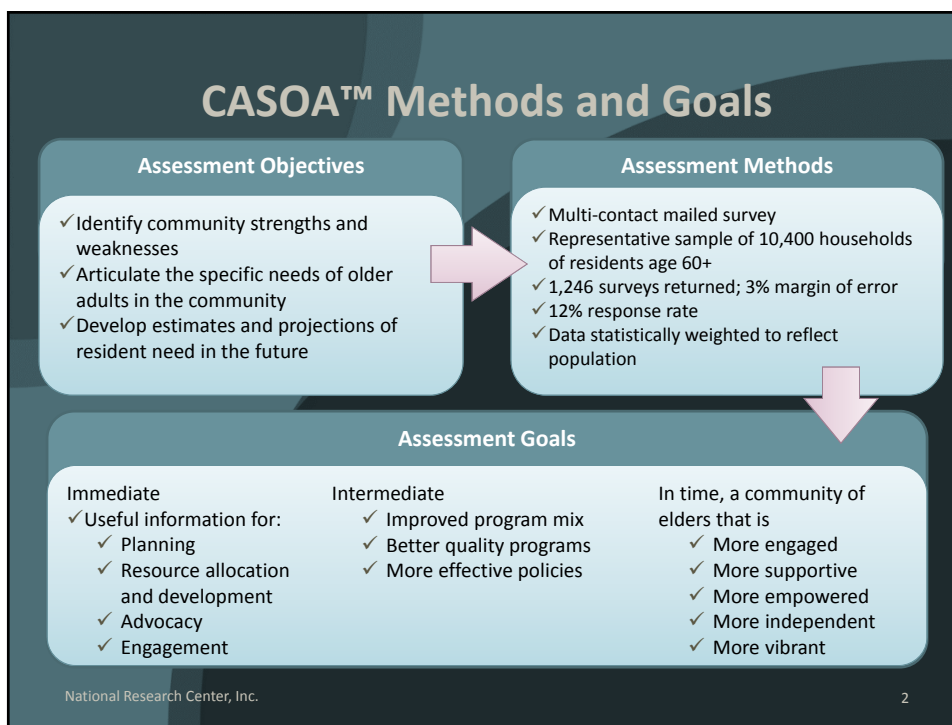 CASOA™ Methods and Goals
Assessment Objectives
✓Identify community strengths and
weaknesses
✓Articulate the specific needs of older
adults in the community
✓Develop estimates and projections of
resident need in the future
Assessment Methods
✓Multi-contact mailed survey
✓Representative sample of 10,400 households
of residents age 60+
✓1,246 surveys returned; 3% margin of error
✓12% response rate
✓Data statistically weighted to reflect
population
Assessment Goals
Immediate
✓Useful information for:
✓ Planning
✓ Resource allocation
and development
✓ Advocacy
✓ Engagement
Intermediate
✓ Improved program mix
✓ Better quality programs
✓ More effective policies
In time, a community of
elders that is
✓ More engaged
✓ More supportive
✓ More empowered
✓ More independent
✓ More vibrant
National Research Center, Inc.
2